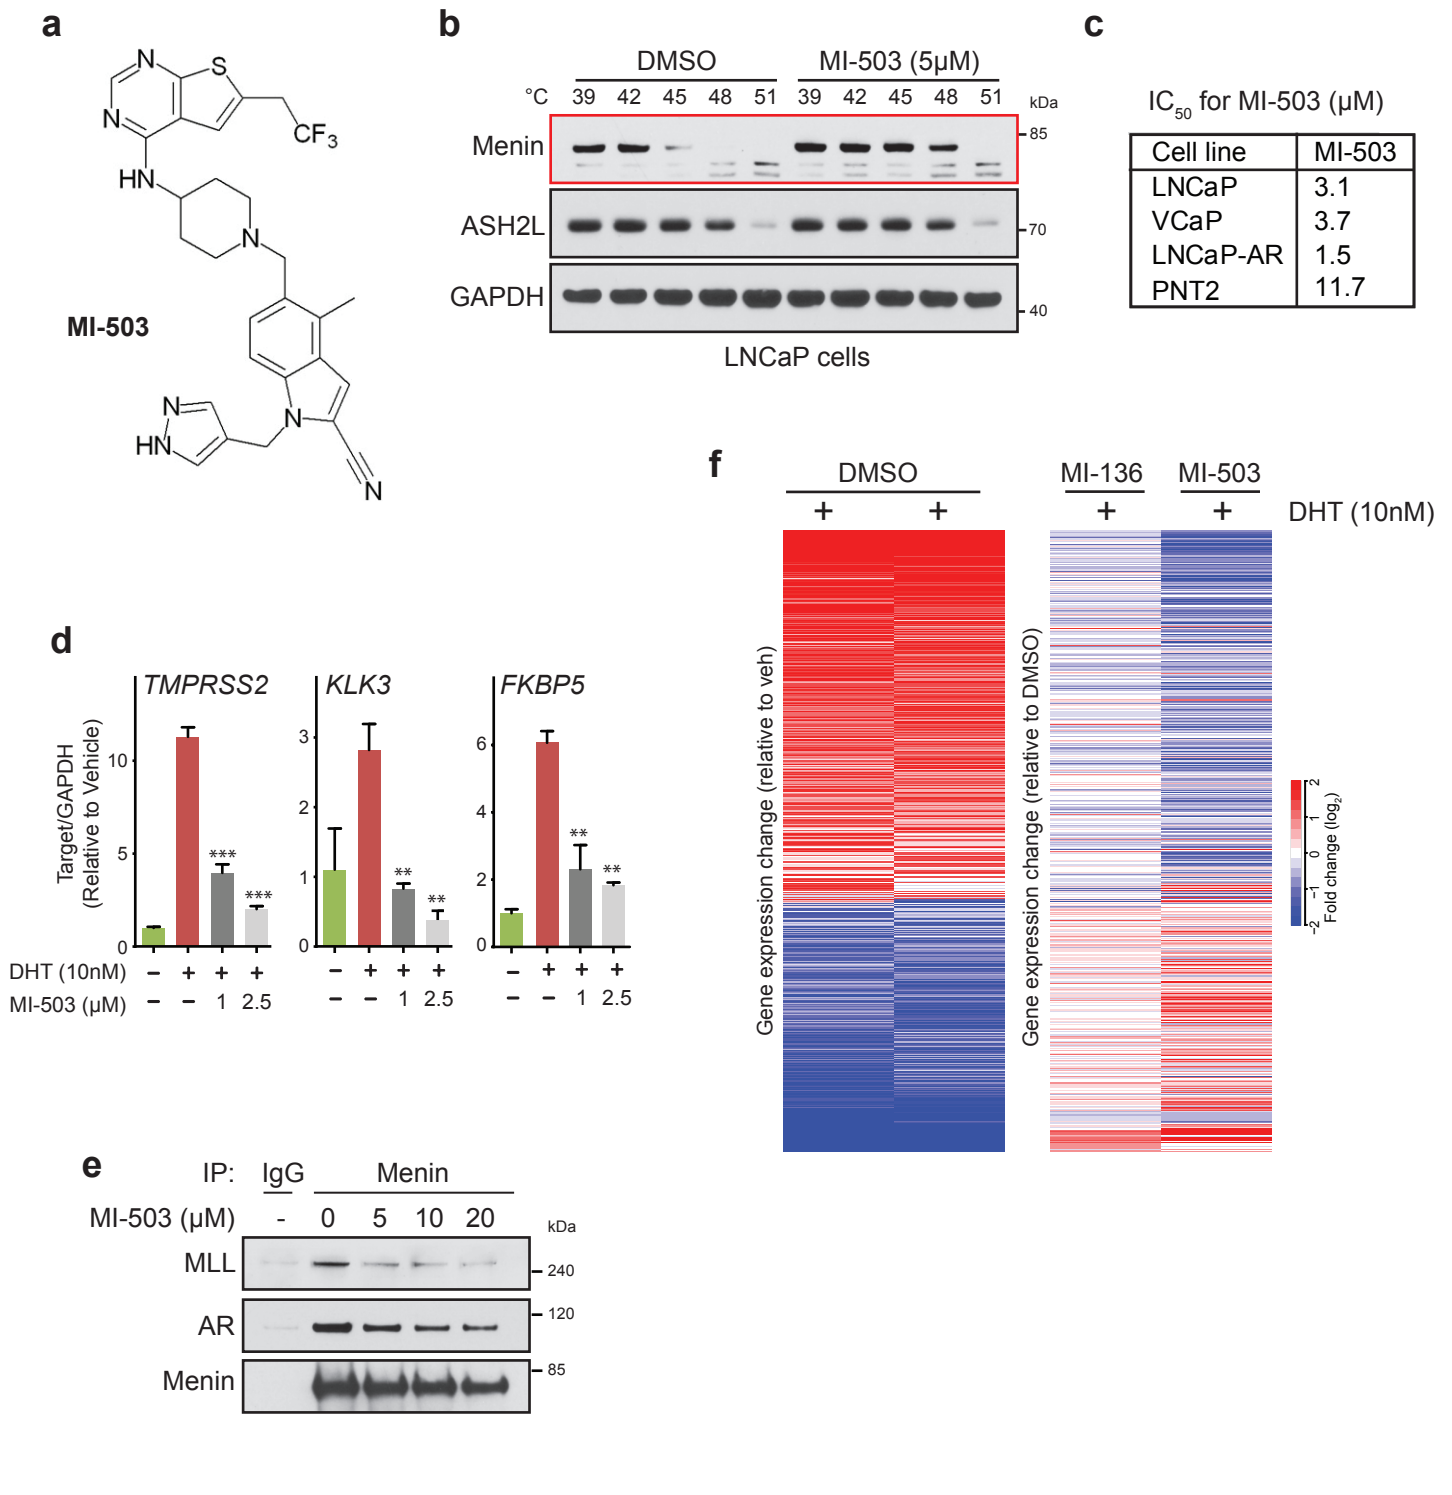 a
N
S
N
CF3
HN
N
MI-503
N
N
HN
N
b
DMSO MI-503 (5µM)
°C 39 42 45 48 51 39 42 45 48 51 kDa
Menin
85
ASH2L
70
GAPDH
40
LNCaP cells
c
IC50 for MI-503 (µM)
Cell line MI-503
LNCaP 3.1
VCaP 3.7
LNCaP-AR 1.5
PNT2 11.7
d
Target/GAPDH
(Relative to Vehicle)
TMPRSS2
10
5
0
***
***
KLK3
3
2
1
0
**
**
FKBP5
6
4
2
0
**
**
DHT (10nM) – + + + – + + + – + + +
MI-503 (µM) – – 1 2.5 – – 1 2.5 – – 1 2.5
e
IP: IgG Menin
MI-503 (µM) - 0 5 10 20 kDa
MLL
240
AR
120
Menin
85
f
DMSO MI-136 MI-503
+ + + + DHT (10nM)
Gene expression change (relative to veh)
Gene expression change (relative to DMSO)
2
1
0
−1
−2
Fold change (log2)